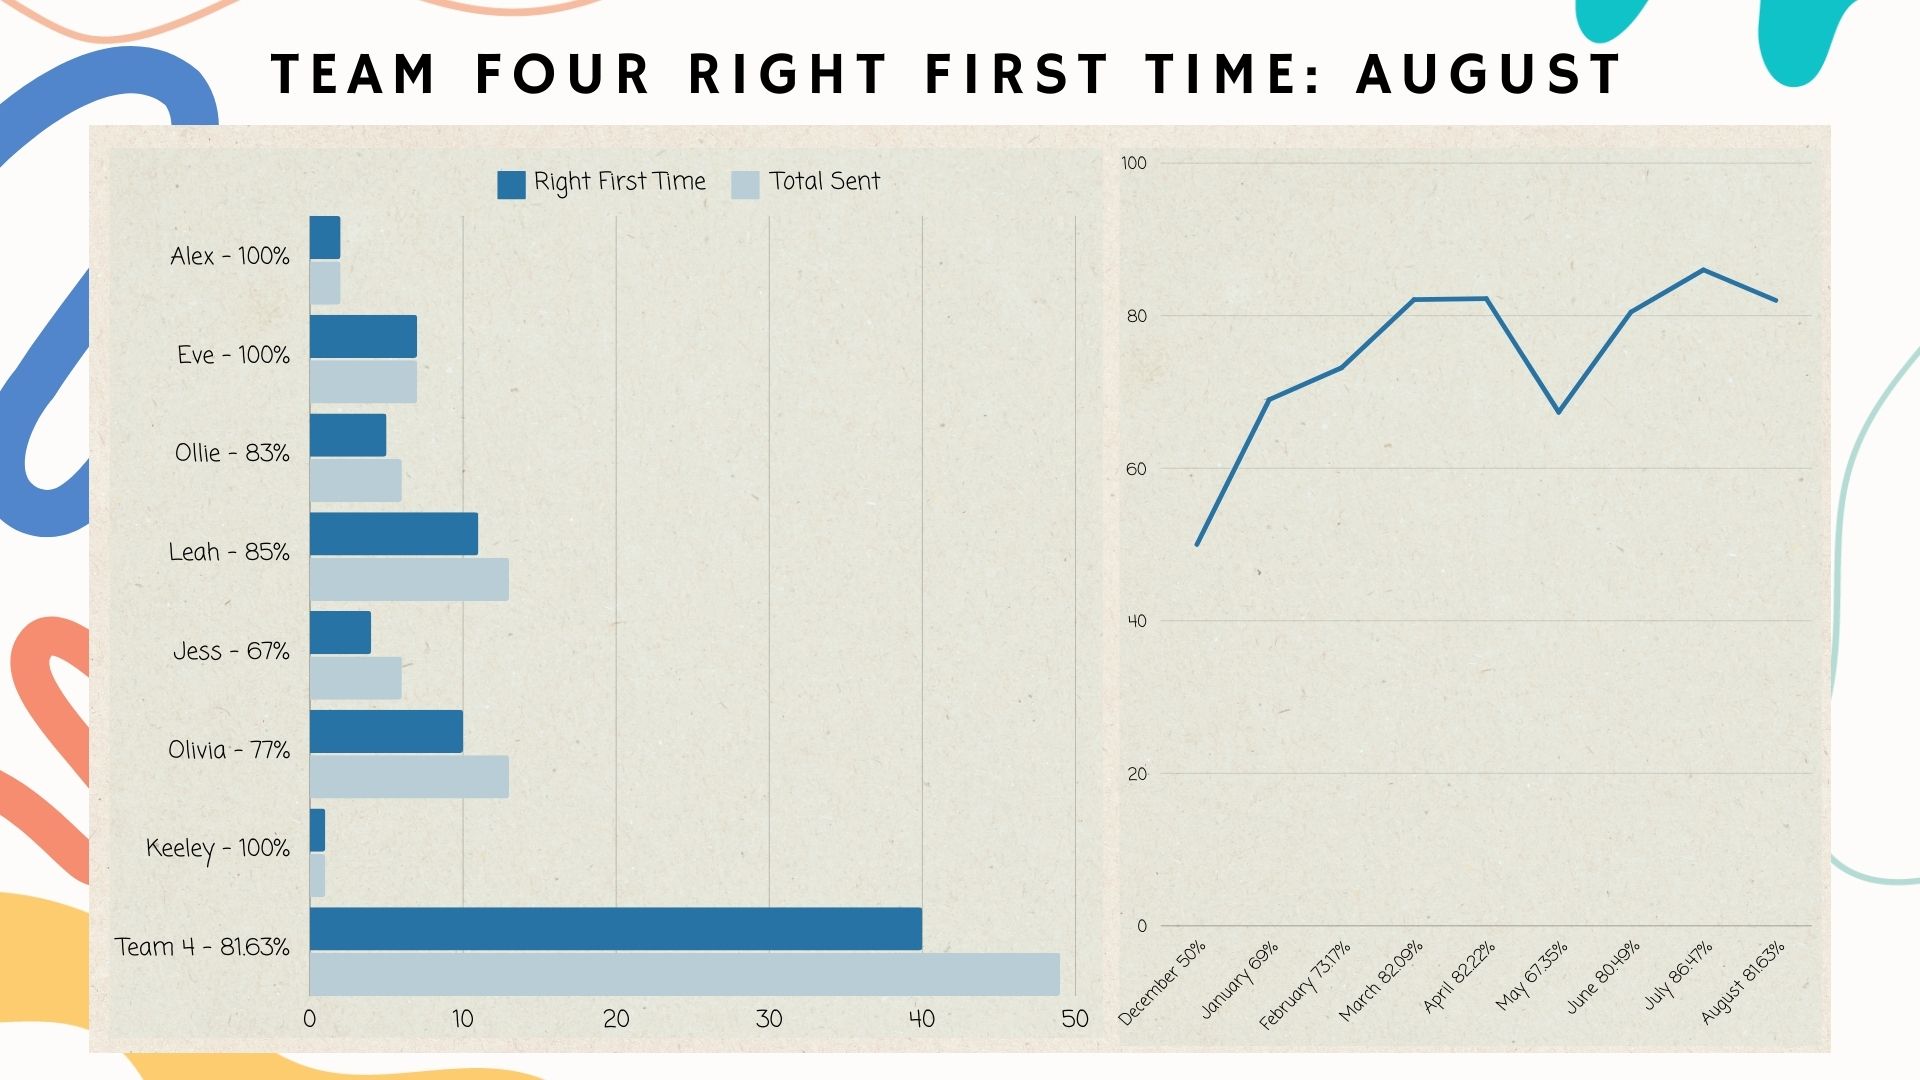 TEAM FOUR RIGHT FIRST TIME: AUGUST
Right First Time Total Sent
Alex - 100%
Eve - 100%
Ollie - 83%
Leah - 85%
Jess - 67%
Olivia - 77%
Keeley - 100%
Team 4 - 81.63%
0 10 20 30 40 50
100
80
60
40
20
0
December 50%
January 69%
February 73.17%
March 82.09%
April 82.22%
May 67.35%
June 80.49%
July 86.47%
August 81.63%